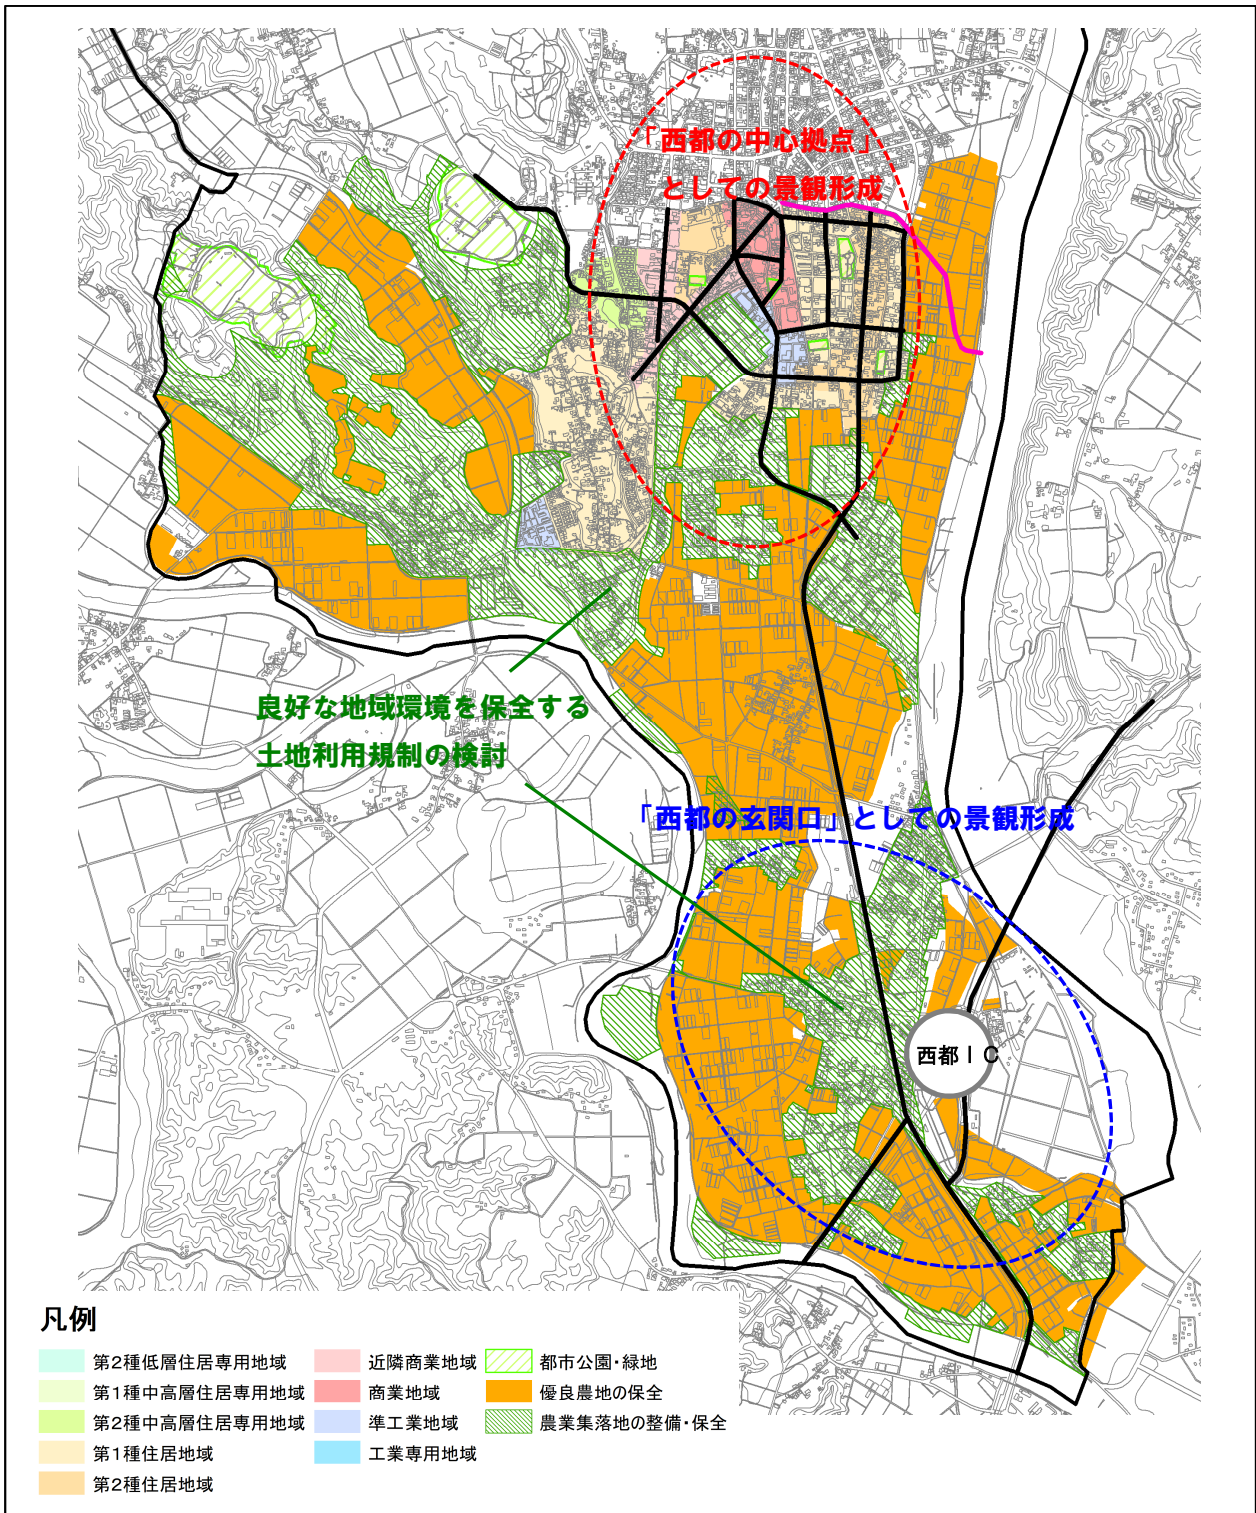 「西都の中心拠点」
としての景観形成
良好な地域環境を保全する
土地利用規制の検討
「西都の玄関口」としての景観形成
西都IC
凡例
第2種低層住居専用地域
第1種中高層住居専用地域
第2種中高層住居専用地域
第1種住居地域
第2種住居地域
近隣商業地域
商業地域
準工業地域
工業専用地域
都市公園・緑地
優良農地の保全
農業集落地の整備・保全